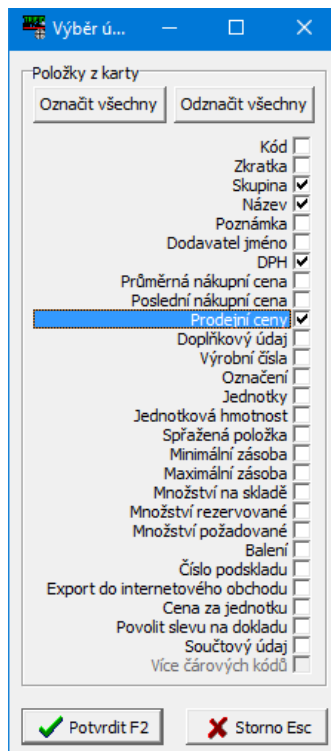 Výběr ú...
Položky z karty
Označit všechny Odznačit všechny
Kód
Zkratka
Skupina
Název
Poznámka
Dodavatel jméno
DPH
Průměrná nákupní cena
Poslední nákupní cena
Prodejní ceny
Doplňkový údaj
Výrobní čísla
Označení
Jednotky
Jednotková hmotnost
Spřažená položka
Minimální zásoba
Maximální zásoba
Množství na skladě
Množství rezervované
Množství požadované
Balení
Číslo podskladu
Export do internetového obchodu
Cena za jednotku
Povolit slevu na dokladu
Součtový údaj
Více čárových kódů
Potvrdit F2 Storno Esc